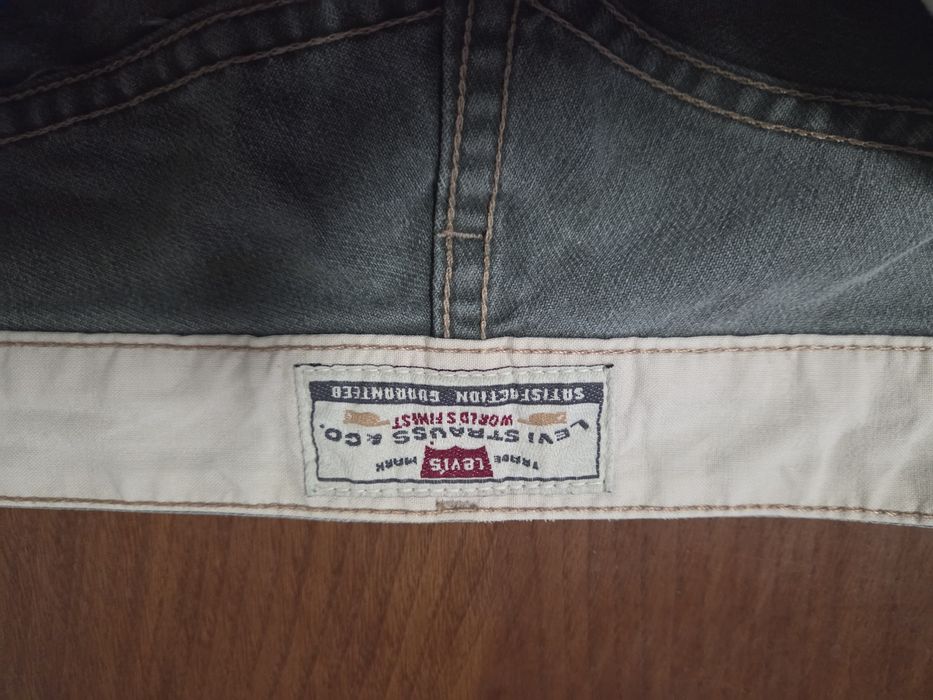 TRADE LEVI'S MARK
LEVI STRAUSS & CO.
WORLD'S FINEST
SATISFACTION GUARANTEED